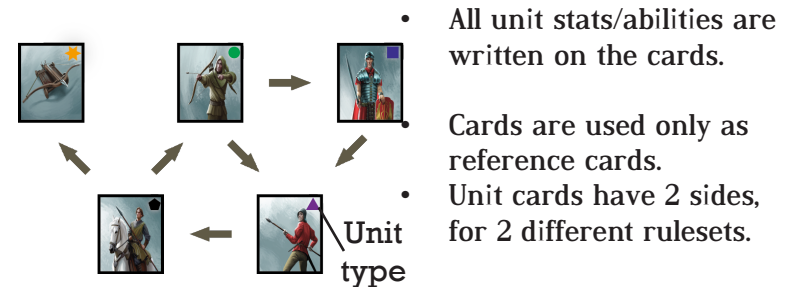 • All unit stats/abilities are
written on the cards.
• Cards are used only as
reference cards.
• Unit cards have 2 sides,
for 2 different rulesets.
Unit
type